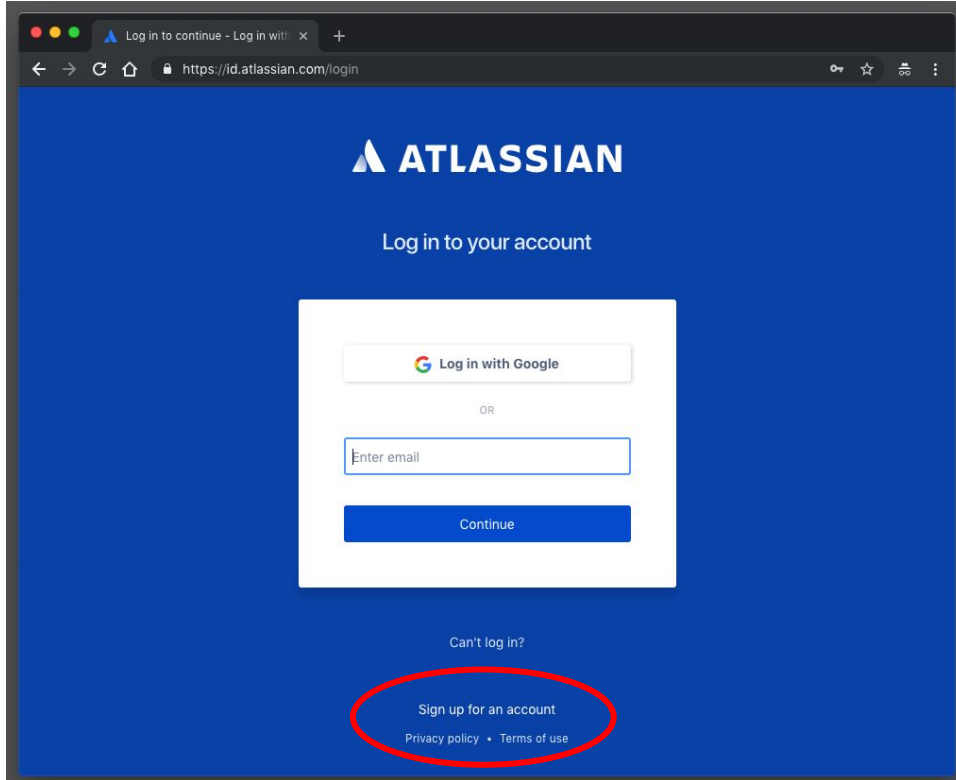 Log in to continue - Log in with
https://id.atlassian.com/login
ATLASSIAN
Log in to your account
Log in with Google
OR
Enter email
Continue
Can't log in?
Sign up for an account
Privacy policy • Terms of use